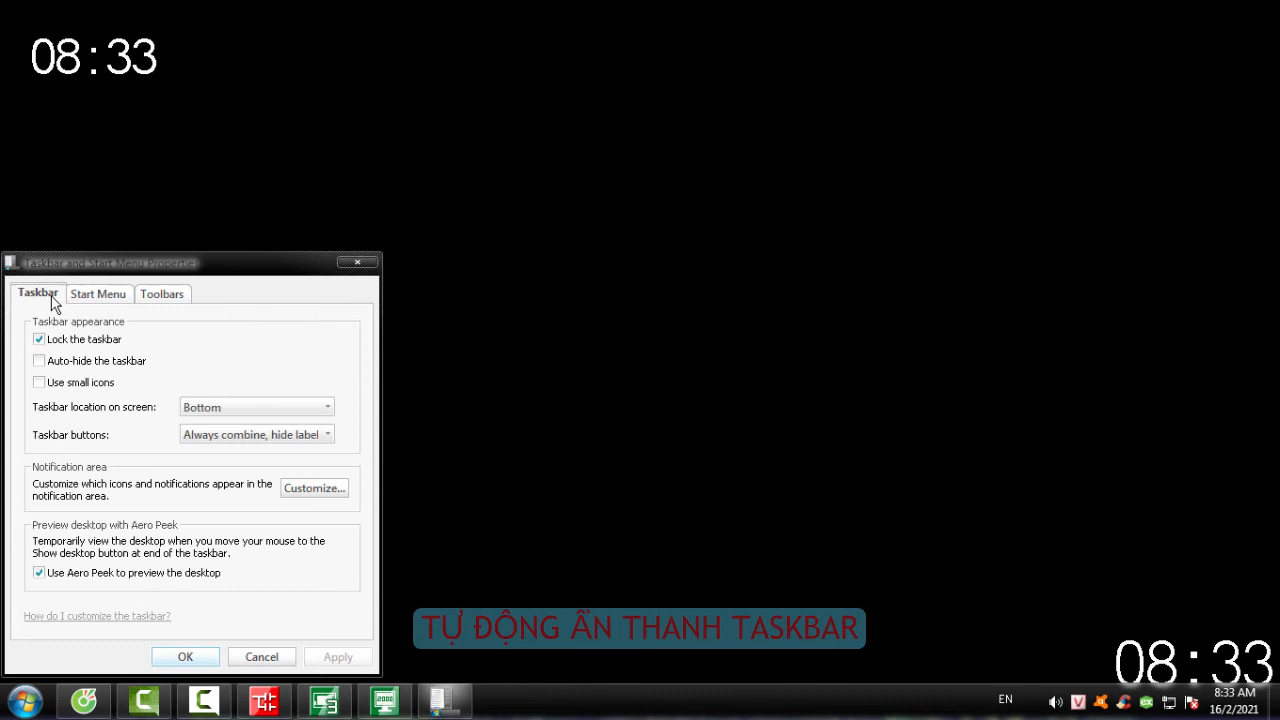 08:33
Taskbar and Start Menu Properties
Taskbar
Start Menu
Toolbars
Taskbar appearance
Lock the taskbar
Auto-hide the taskbar
Use small icons
Taskbar location on screen:
Bottom
Taskbar buttons:
Always combine, hide label
Notification area
Customize which icons and notifications appear in the
notification area.
Customize...
Preview desktop with Aero Peek
Temporarily view the desktop when you move your mouse to the
Show desktop button at end of the taskbar.
Use Aero Peek to preview the desktop
How do I customize the taskbar?
OK
Cancel
Apply
TỰ ĐỘNG ẨN THANH TASKBAR
08:33
EN
8:33 AM
16/2/2021